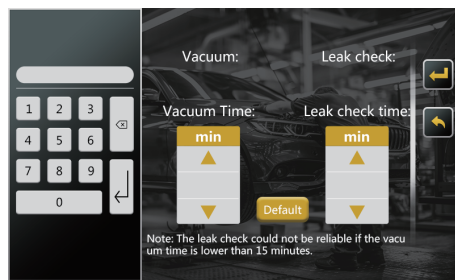 Vacuum: Leak check:
Vacuum Time: Leak check time:
min min
1 2 3
4 5 6
7 8 9
0
Default
Note: The leak check could not be reliable if the vacu
um time is lower than 15 minutes.